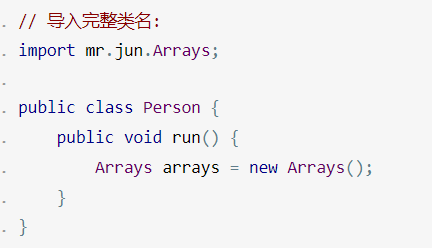 . // 导入完整类名:
. import mr.jun.Arrays;
.
. public class Person {
.     public void run() {
.         Arrays arrays = new Arrays();
.     }
. }